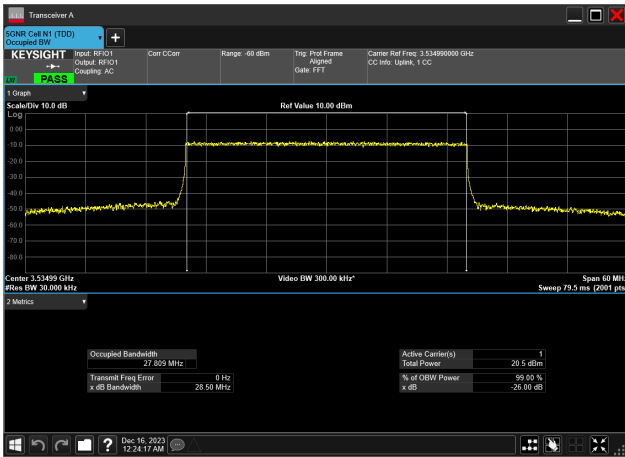 Transceiver A
5GNR Cell N1 (TDD)
Occupied BW
KEYSIGHT
LXI
PASS
Input: RFIO1
Output: RFIO1
Coupling: AC
Corr CCorr
Range: -60 dBm
Trig: Prot Frame
Aligned
Gate: FFT
Carrier Ref Freq: 3.534990000 GHz
CC Info: Uplink, 1 CC
1 Graph
Scale/Div 10.0 dB
Ref Value 10.00 dBm
Log
0.00
-10.0
-20.0
-30.0
-40.0
-50.0
-60.0
-70.0
-80.0
Center 3.53499 GHz
Video BW 300.00 kHz*
Span 60 MHz
#Res BW 30.000 kHz
Sweep 79.5 ms (2001 pts
2 Metrics
Occupied Bandwidth
27.809 MHz
Transmit Freq Error 0 Hz
x dB Bandwidth 28.50 MHz
Active Carrier(s) 1
Total Power 20.5 dBm
% of OBW Power 99.00 %
x dB -26.00 dB
?
Dec 16, 2023
12:24:17 AM